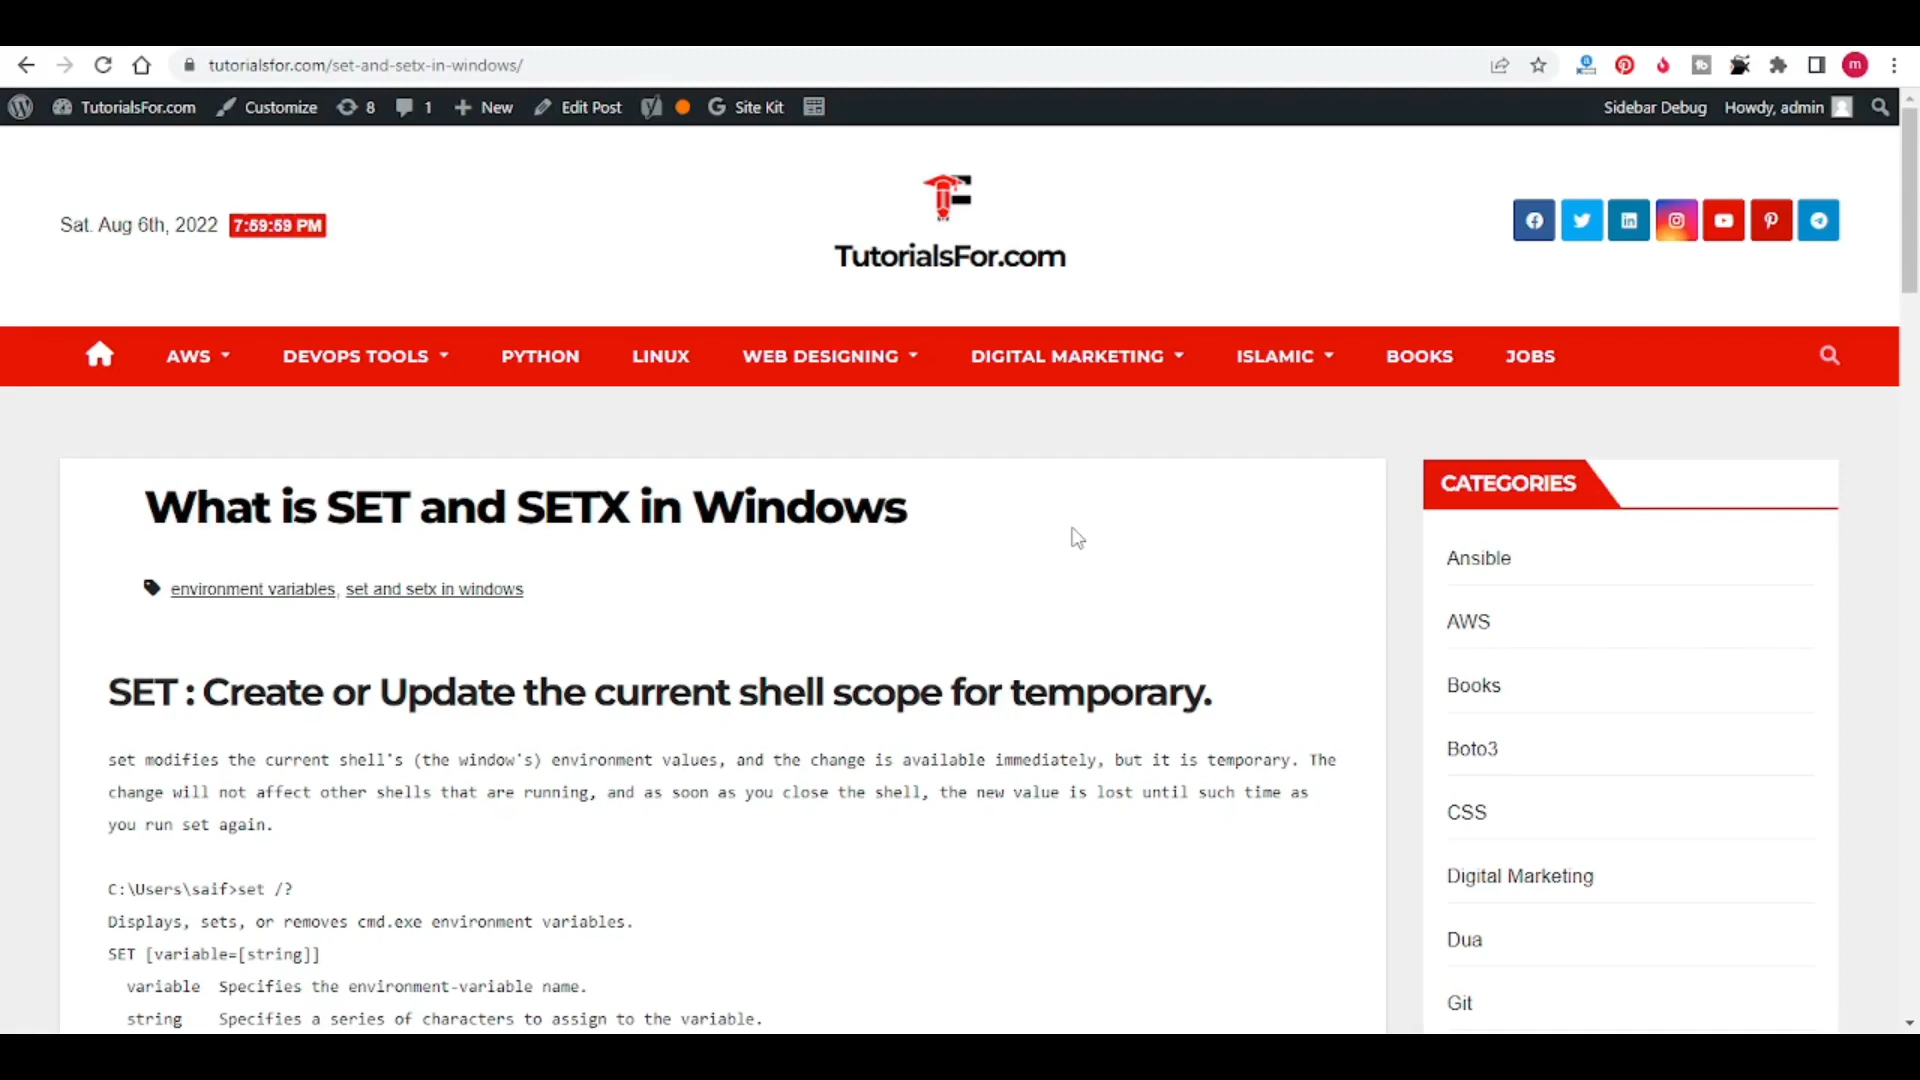 tutorialsfor.com/set-and-setx-in-windows/
m
TutorialsFor.com Customize 8 1 New Edit Post Site Kit Sidebar Debug Howdy, admin
Sat. Aug 6th, 2022 7:59:59 PM
TutorialsFor.com
AWS DEVOPS TOOLS PYTHON LINUX WEB DESIGNING DIGITAL MARKETING ISLAMIC BOOKS JOBS
What is SET and SETX in Windows
environment variables, set and setx in windows
SET : Create or Update the current shell scope for temporary.
set modifies the current shell's (the window's) environment values, and the change is available immediately, but it is temporary. The
change will not affect other shells that are running, and as soon as you close the shell, the new value is lost until such time as
you run set again.
C:\Users\saif>set /?
Displays, sets, or removes cmd.exe environment variables.
SET [variable=[string]]
variable Specifies the environment-variable name.
string Specifies a series of characters to assign to the variable.
CATEGORIES
Ansible
AWS
Books
Boto3
CSS
Digital Marketing
Dua
Git